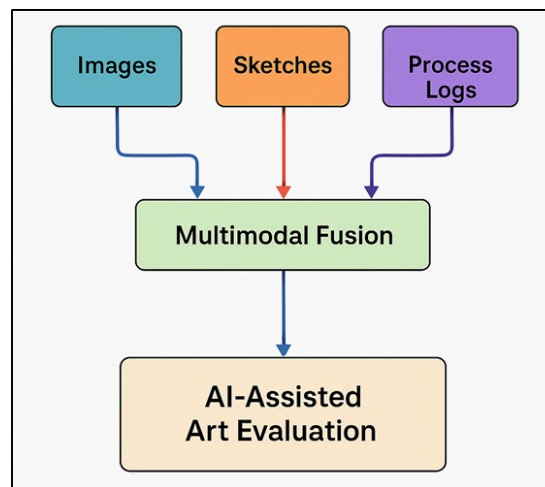 Images
Sketches
Process
Logs
Multimodal Fusion
AI-Assisted
Art Evaluation